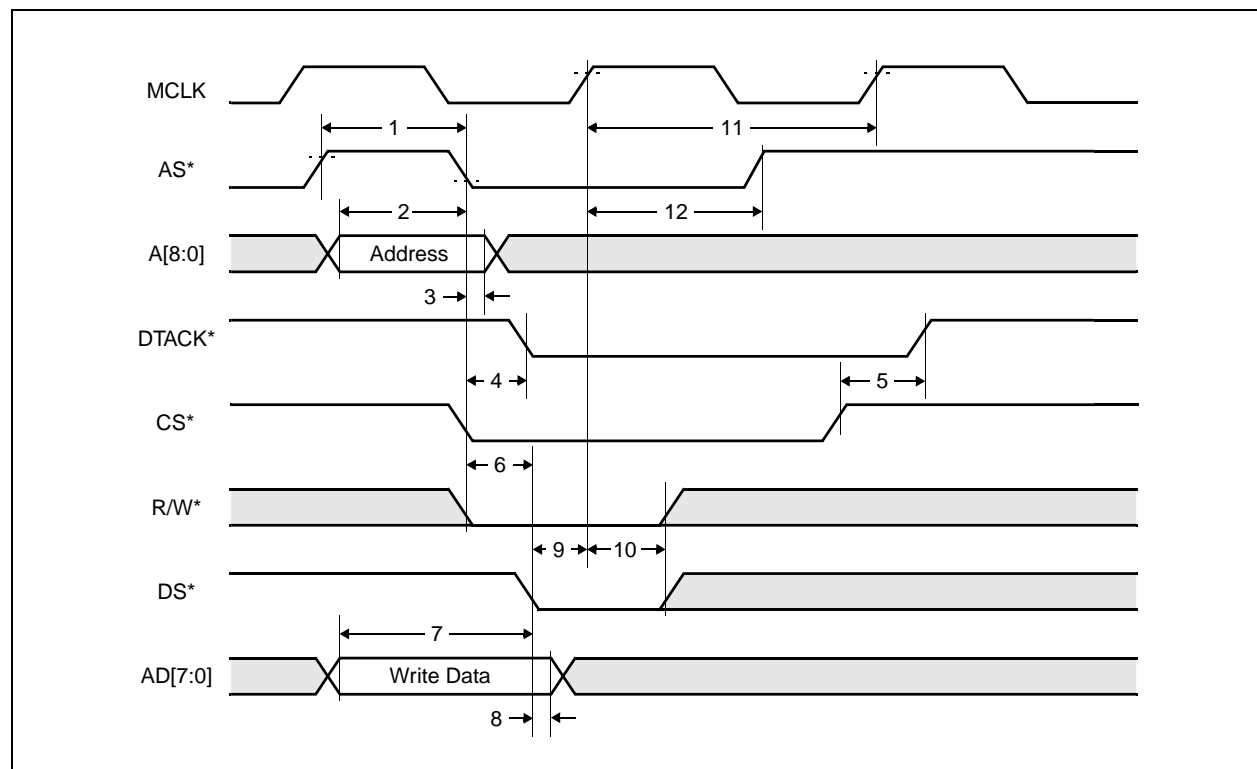 MCLK
1
11
AS*
2
12
A[8:0]
Address
3
DTACK*
4
5
CS*
6
R/W*
9
10
DS*
7
AD[7:0]
Write Data
8